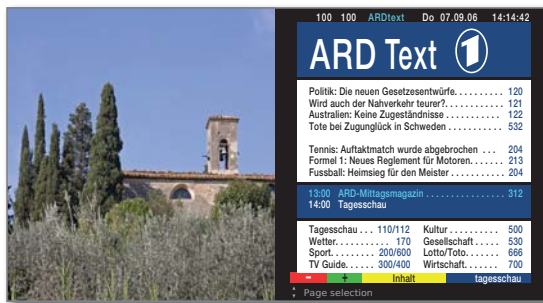 100 100 ARDtext Do 07.09.06 14:14:42
ARD Text 1
Politik: Die neuen Gesetzesentwürfe. . . . . . . . . . 120
Wird auch der Nahverkehr teurer?. . . . . . . . . . . 121
Australien: Keine Zugeständnisse . . . . . . . . . . . 122
Tote bei Zugunglück in Schweden . . . . . . . . . . 532
Tennis: Auftaktmatch wurde abgebrochen . . . 204
Formel 1: Neues Reglement für Motoren. . . . . . . 213
Fussball: Heimsieg für den Meister . . . . . . . . . . 204
13:00 ARD-Mittagsmagazin . . . . . . . . . . . . . . . 312
14:00 Tagesschau
Tagesschau . . . 110/112 Kultur . . . . . . . . . . 500
Wetter. . . . . . . . . 170 Gesellschaft . . . . . 530
Sport. . . . . . . . . 200/600 Lotto/Toto. . . . . . . 666
TV Guide. . . . . . 300/400 Wirtschaft. . . . . . . 700
- + Inhalt tagesschau
Page selection